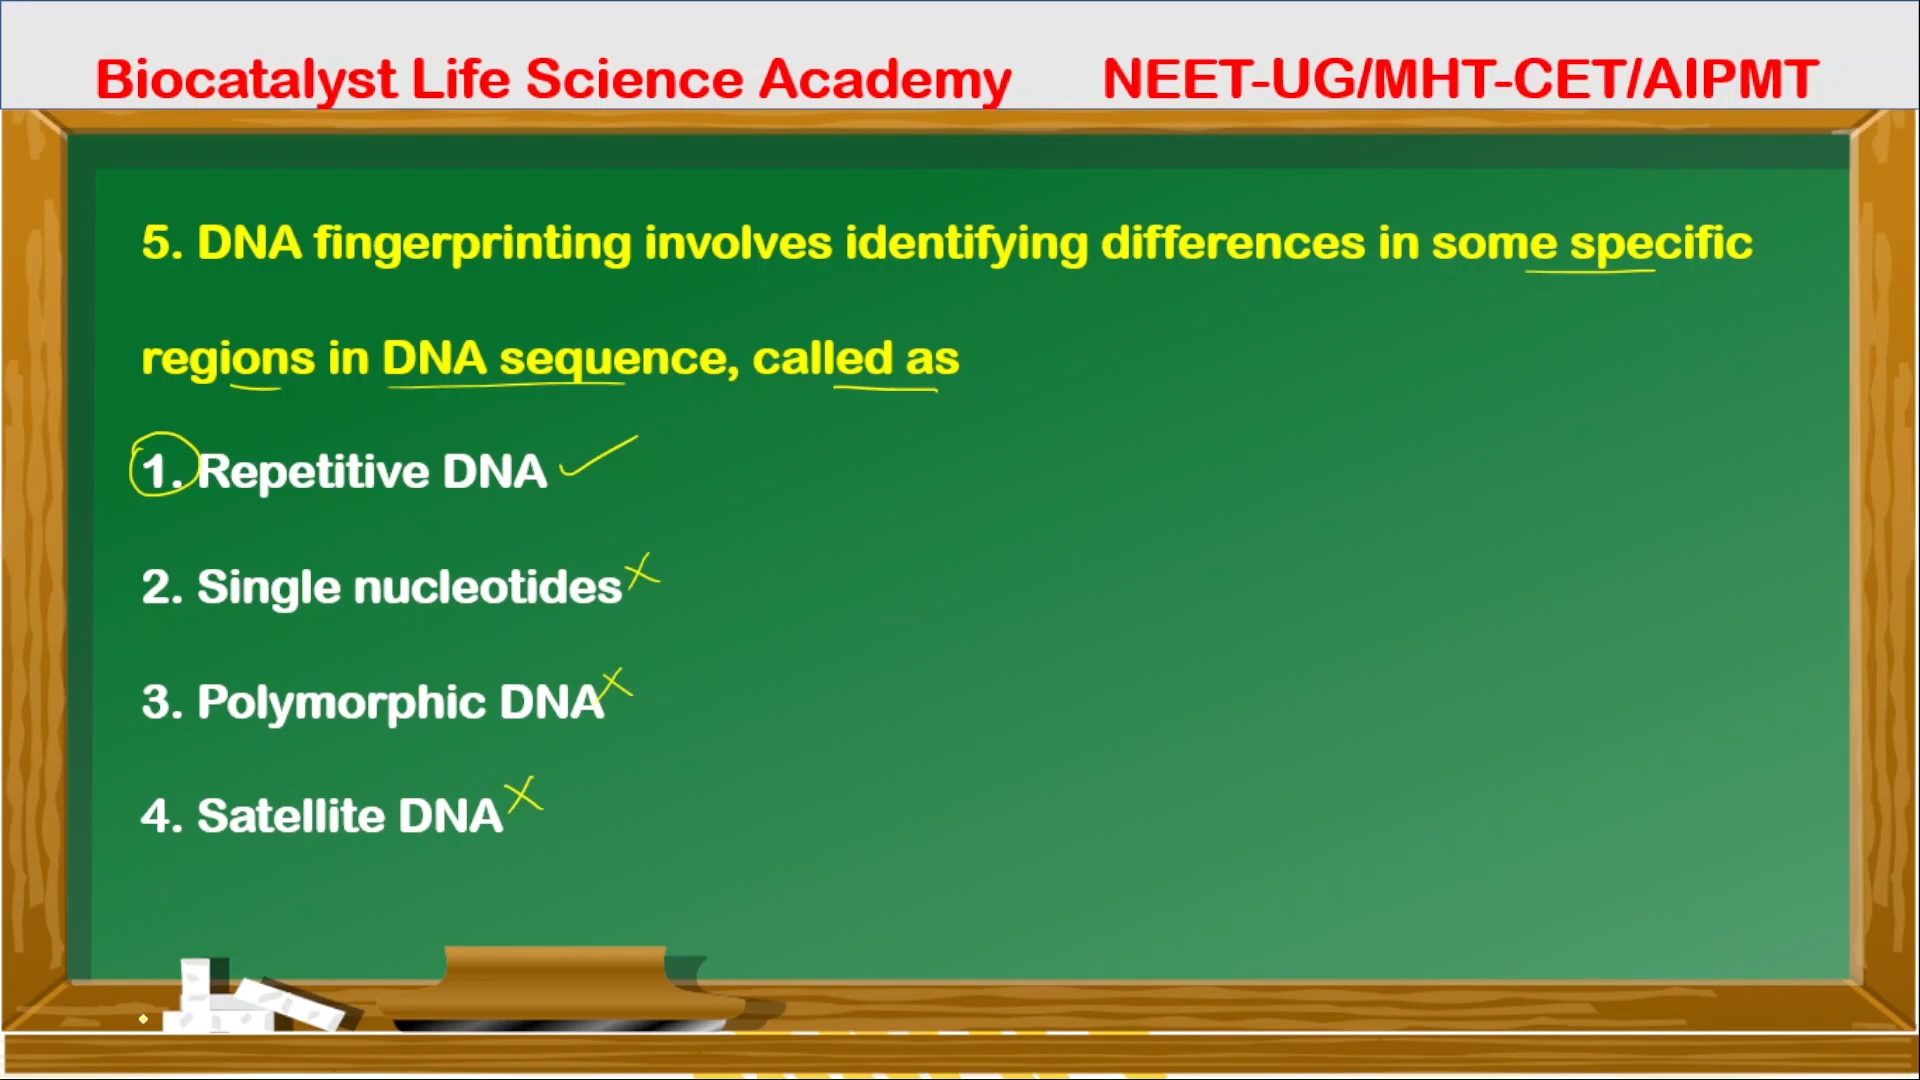 Biocatalyst Life Science Academy NEET-UG/MHT-CET/AIPMT
5. DNA fingerprinting involves identifying differences in some specific
regions in DNA sequence, called as
1. Repetitive DNA
2. Single nucleotides
3. Polymorphic DNA
4. Satellite DNA